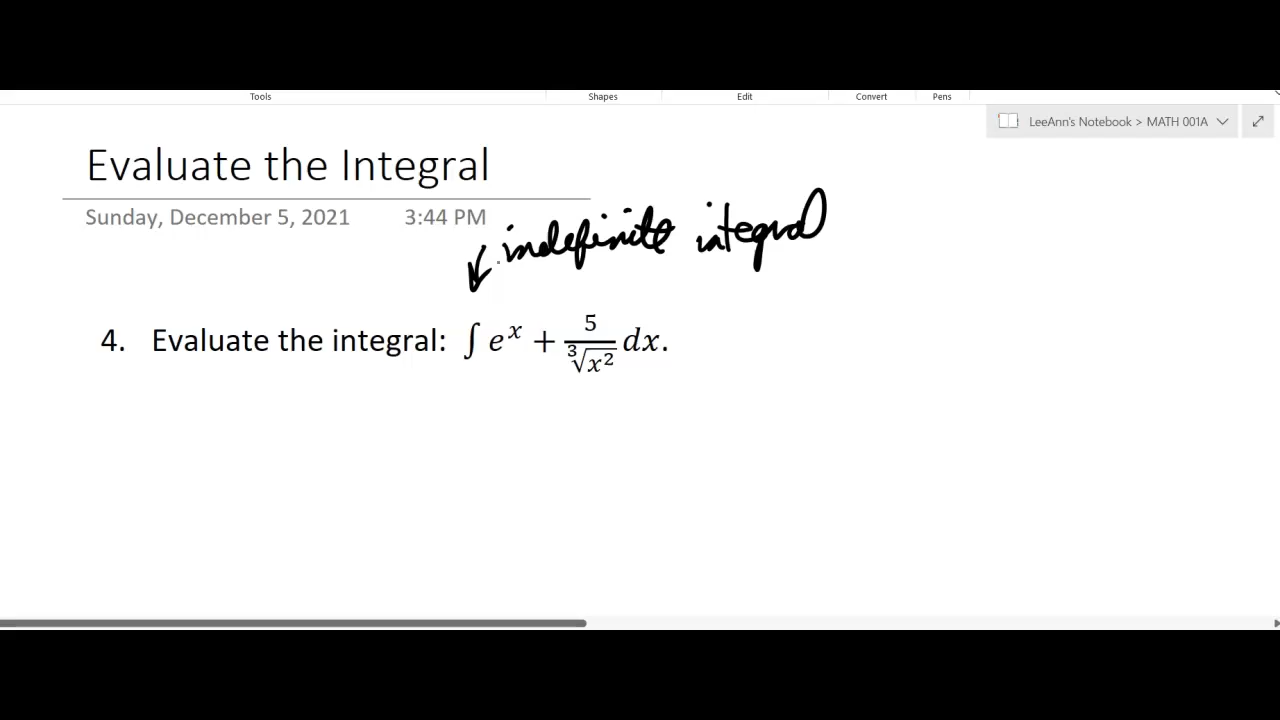 Tools Shapes Edit Convert Pens
LeeAnn's Notebook > MATH 001A
Evaluate the Integral
Sunday, December 5, 2021 3:44 PM
indefinite integral
4. Evaluate the integral: ∫ eˣ + 5/∛x² dx.